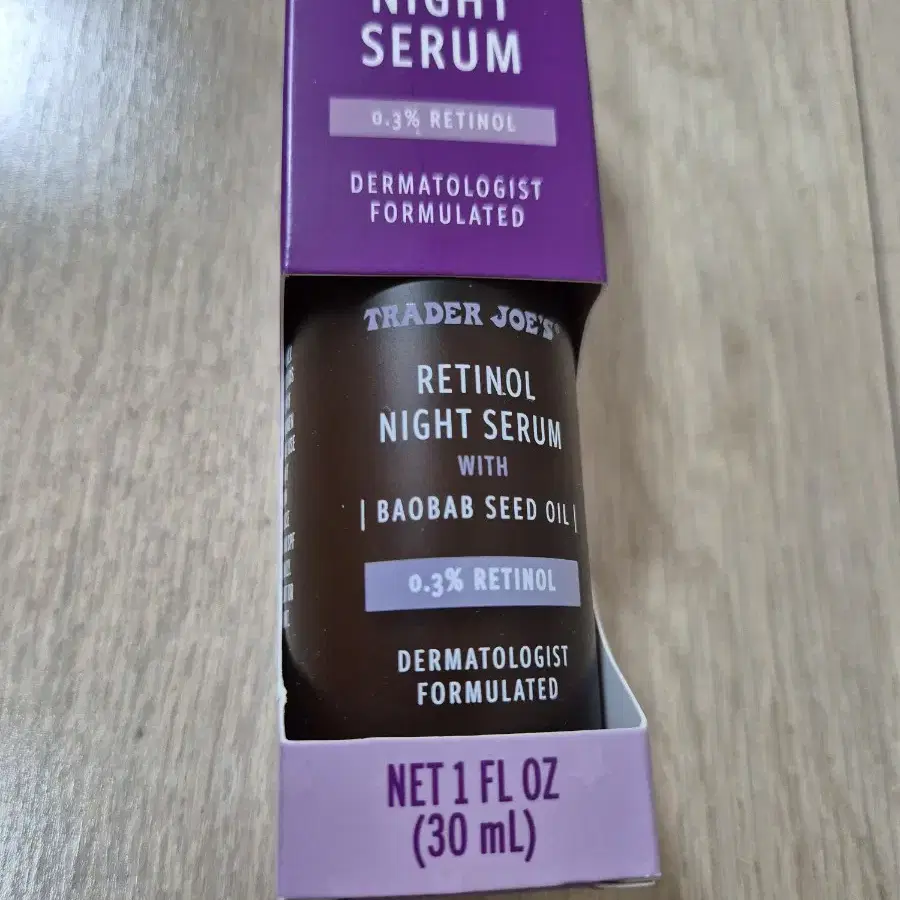 NIGHT
SERUM
0.3% RETINOL
DERMATOLOGIST
FORMULATED
TRADER JOE'S®
RETINOL
NIGHT SERUM
WITH
| BAOBAB SEED OIL |
0.3% RETINOL
DERMATOLOGIST
FORMULATED
NET 1 FL OZ
(30 mL)